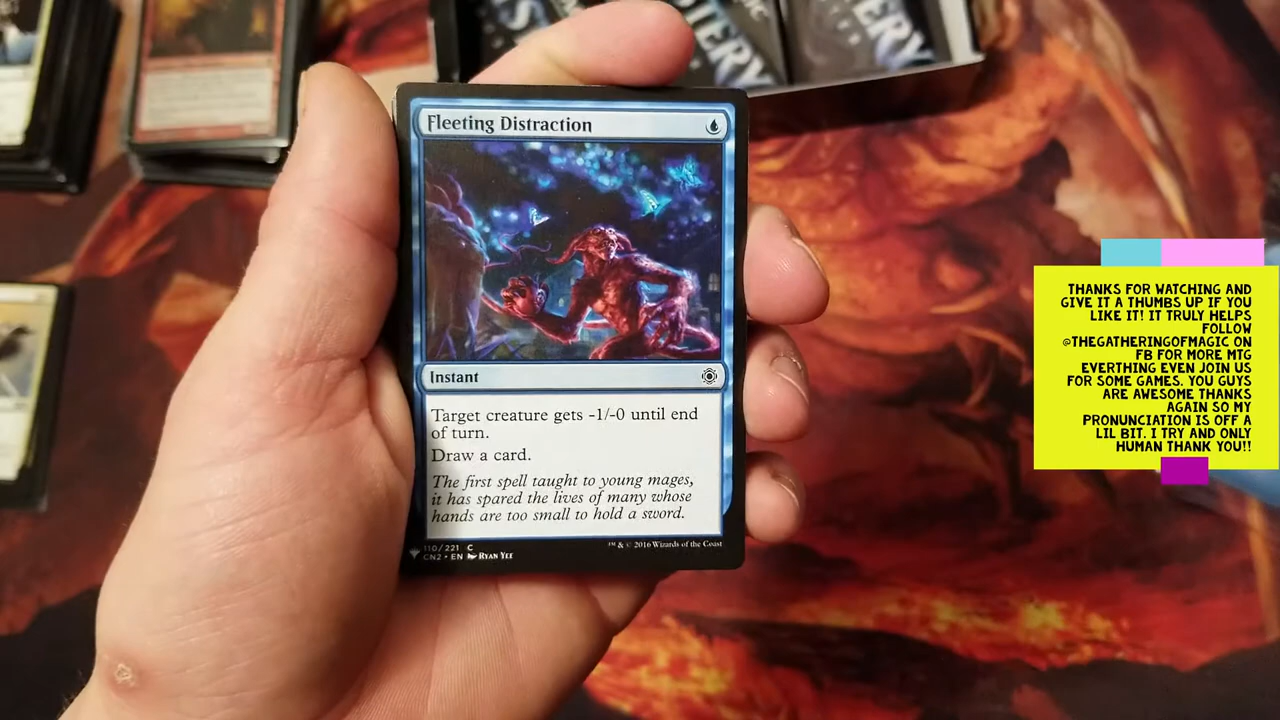 MYSTERY
MYSTERY
Fleeting Distraction
Instant
Target creature gets -1/-0 until end
of turn.
Draw a card.
The first spell taught to young mages,
it has spared the lives of many whose
hands are too small to hold a sword.
110/221 C
CN2 • EN RYAN YEE
™ & © 2016 Wizards of the Coast
THANKS FOR WATCHING AND
GIVE IT A THUMBS UP IF YOU
LIKE IT! IT TRULY HELPS
FOLLOW
@THEGATHERINGOFMAGIC ON
FB FOR MORE MTG
EVERTHING EVEN JOIN US
FOR SOME GAMES. YOU GUYS
ARE AWESOME THANKS
AGAIN SO MY
PRONUNCIATION IS OFF A
LIL BIT. I TRY AND ONLY
HUMAN THANK YOU!!